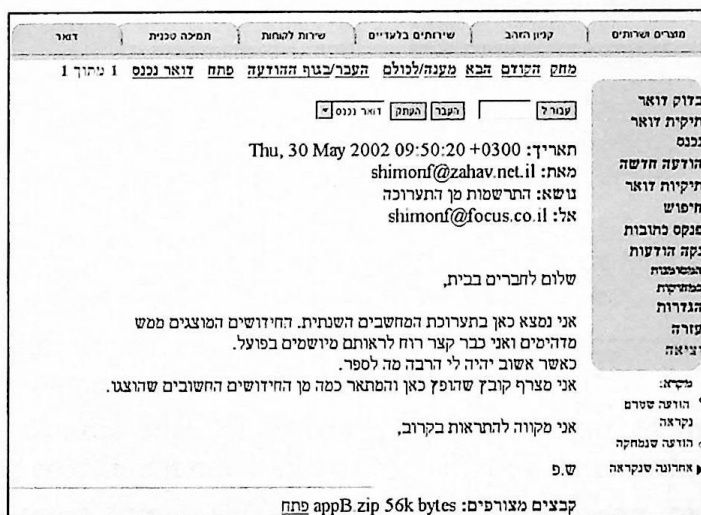 מוצרים ושרותים קניון הזהב שירותים בלעדיים שירות לקוחות תמיכה טכנית דואר
מחק הקודם הבא מענה/לכולם העבר/בגוף ההודעה פתח דואר נכנס 1 מתוך 1
עבור ל העבר העתק דואר נכנס
תאריך: Thu, 30 May 2002 09:50:20 +0300
מאת: shimonf@zahav.net.il
נושא: התרשמות מן התערוכה
אל: shimonf@focus.co.il
שלום לחברים בבית,
אני נמצא כאן בתערוכת המחשבים השנתית. החידושים המוצגים ממש
מדהימים ואני כבר קצר רוח לראותם מיושמים בפועל.
כאשר אשוב יהיה לי הרבה מה לספר.
אני מצרף קובץ שהופץ כאן והמתאר כמה מן החידושים החשובים שהוצגו.
אני מקווה להתראות בקרוב,
ש.פ
קבצים מצורפים: appB.zip 56k bytes פתח
בדוק דואר
תיקית דואר
נכנס
הודעה חדשה
תיקיות דואר
חיפוש
פנקס כתובות
נקה הודעות
המסומנות
כמחוקות
הגדרות
עזרה
יציאה
מקרא:
הודעה שטרם
נקראה
הודעה שנמחקה
אחרונה שנקראה